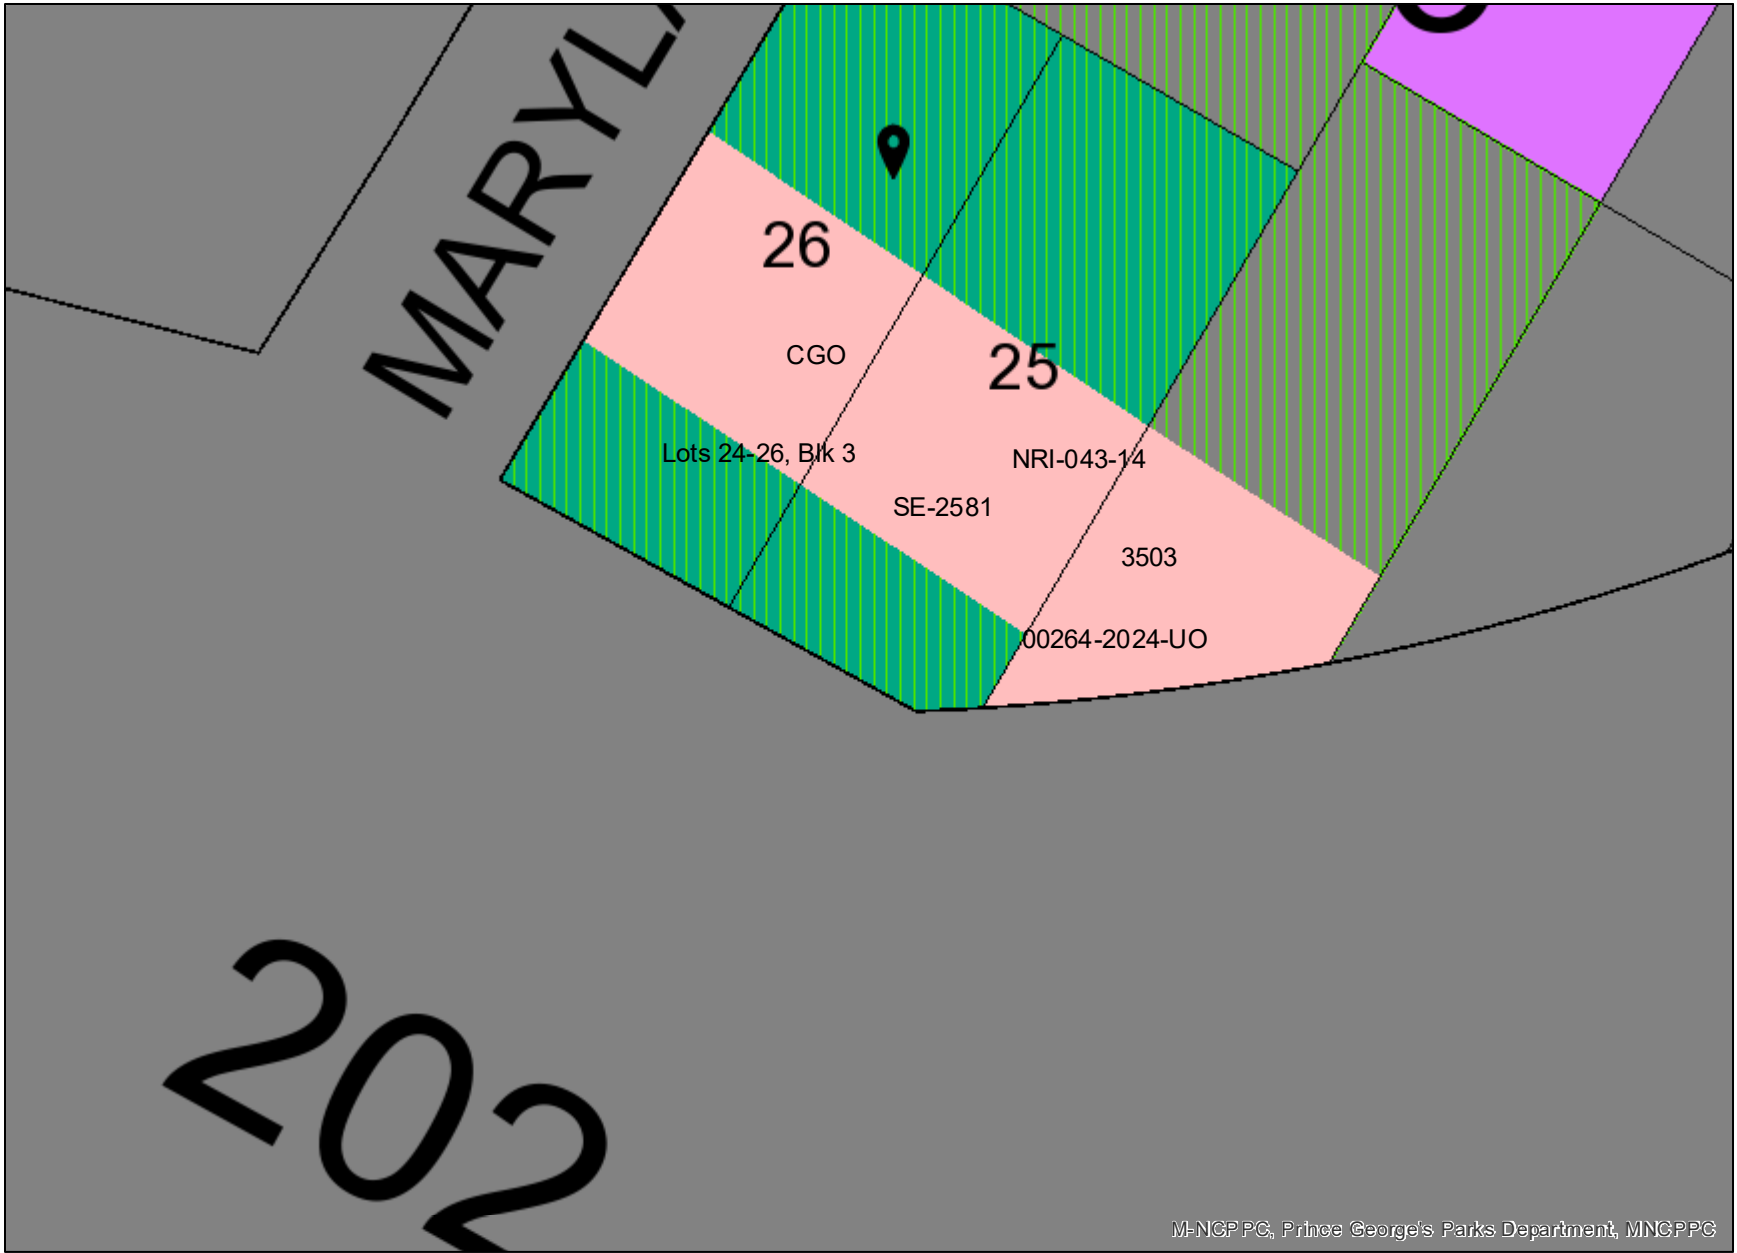 MARYLA
26
25
CGO
Lots 24-26, Blk 3
NRI-043-14
SE-2581
3503
00264-2024-UO
202
M-NCPPC, Prince George's Parks Department, MNCPPC